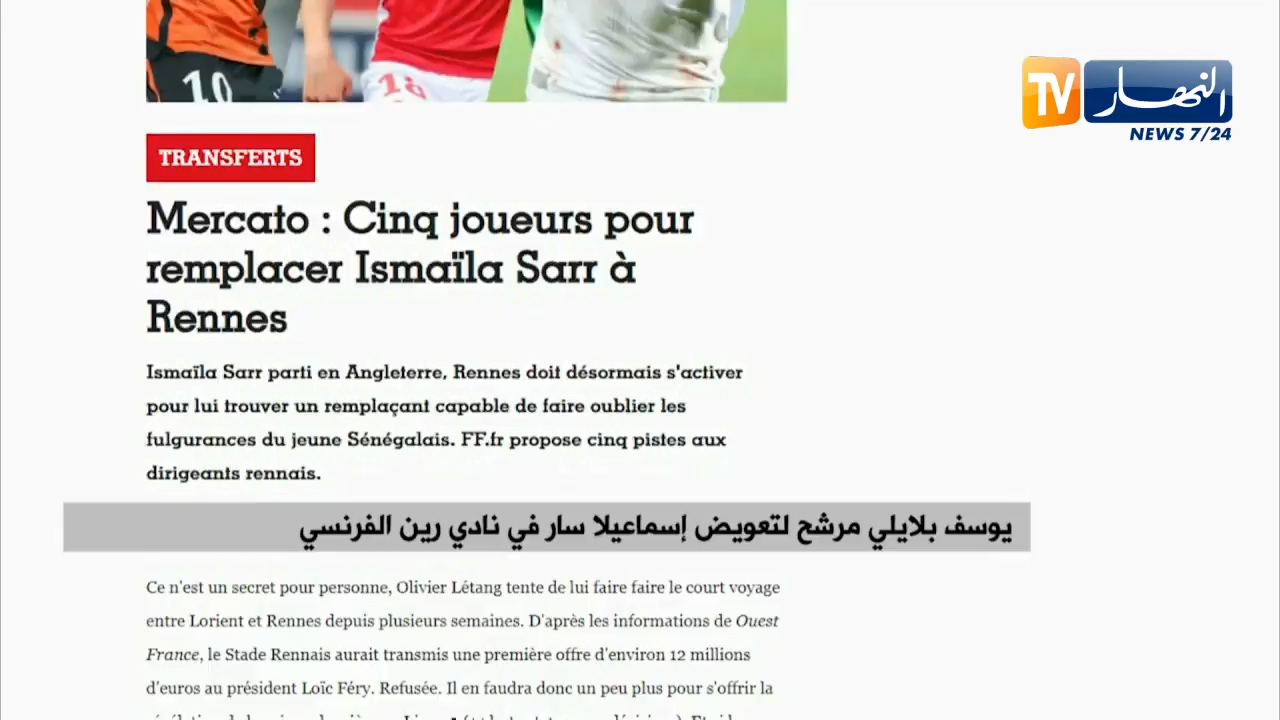 10
18
TV
النهار
NEWS 7/24
TRANSFERTS
Mercato : Cinq joueurs pour
remplacer Ismaïla Sarr à
Rennes
Ismaïla Sarr parti en Angleterre, Rennes doit désormais s'activer
pour lui trouver un remplaçant capable de faire oublier les
fulgurances du jeune Sénégalais. FF.fr propose cinq pistes aux
dirigeants rennais.
يوسف بلايلي مرشح لتعويض إسماعيلا سار في نادي رين الفرنسي
Ce n'est un secret pour personne, Olivier Létang tente de lui faire faire le court voyage
entre Lorient et Rennes depuis plusieurs semaines. D'après les informations de Ouest
France, le Stade Rennais aurait transmis une première offre d'environ 12 millions
d'euros au président Loïc Féry. Refusée. Il en faudra donc un peu plus pour s'offrir la